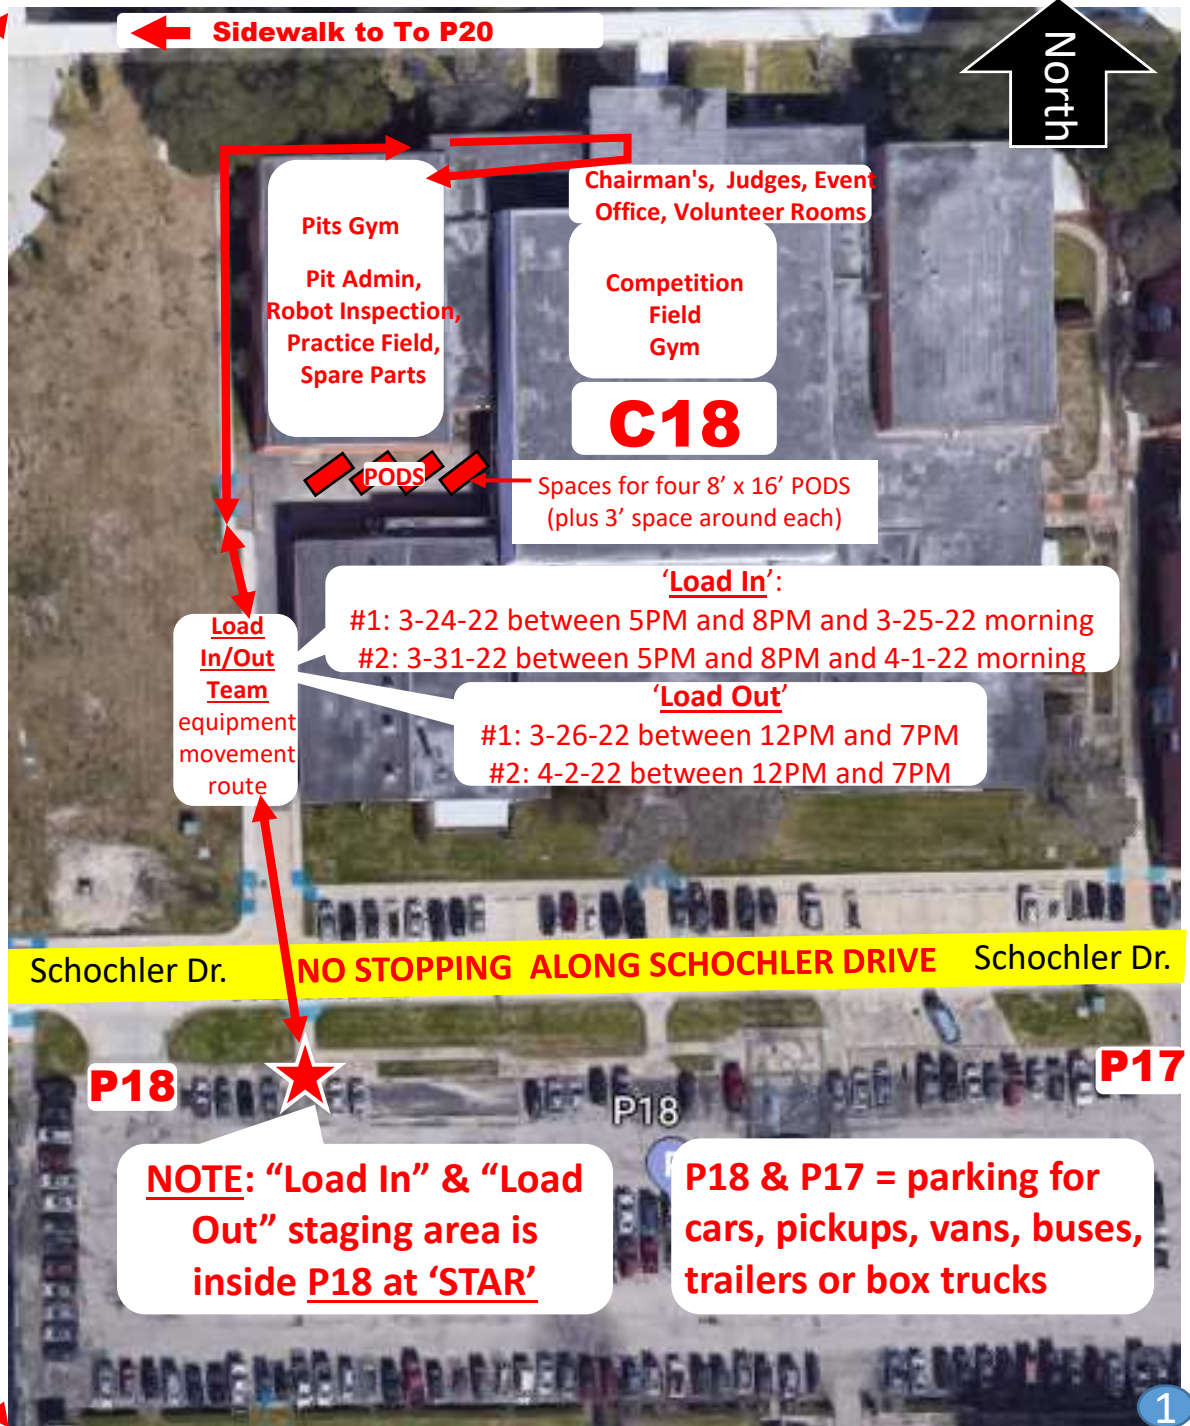 Sidewalk to To P20
North
Chairman's, Judges, Event
Office, Volunteer Rooms
Pits Gym
Pit Admin,
Robot Inspection,
Practice Field,
Spare Parts
Competition
Field
Gym
C18
PODS
Spaces for four 8’ x 16’ PODS
(plus 3’ space around each)
‘Load In’:
#1: 3-24-22 between 5PM and 8PM and 3-25-22 morning
#2: 3-31-22 between 5PM and 8PM and 4-1-22 morning
Load
In/Out
Team
equipment
movement
route
‘Load Out’
#1: 3-26-22 between 12PM and 7PM
#2: 4-2-22 between 12PM and 7PM
Schochler Dr.
NO STOPPING ALONG SCHOCHLER DRIVE
Schochler Dr.
P18
P17
P18
NOTE: “Load In” & “Load
Out” staging area is
inside P18 at ‘STAR’
P18 & P17 = parking for
cars, pickups, vans, buses,
trailers or box trucks
1